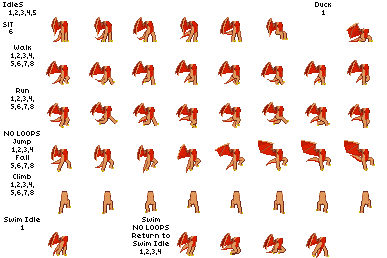 IdleS
1,2,3,4,5
Duck
1
SIT
6
Walk
1,2,3,4,
5,6,7,8
Run
1,2,3,4,
5,6,7,8
NO LOOPS
Jump
1,2,3,4
Fall
5,6,7,8
Climb
1,2,3,4,
5,6,7,8
Swim Idle
1
Swim
NO LOOPS
Return to
Swim Idle
1,2,3,4